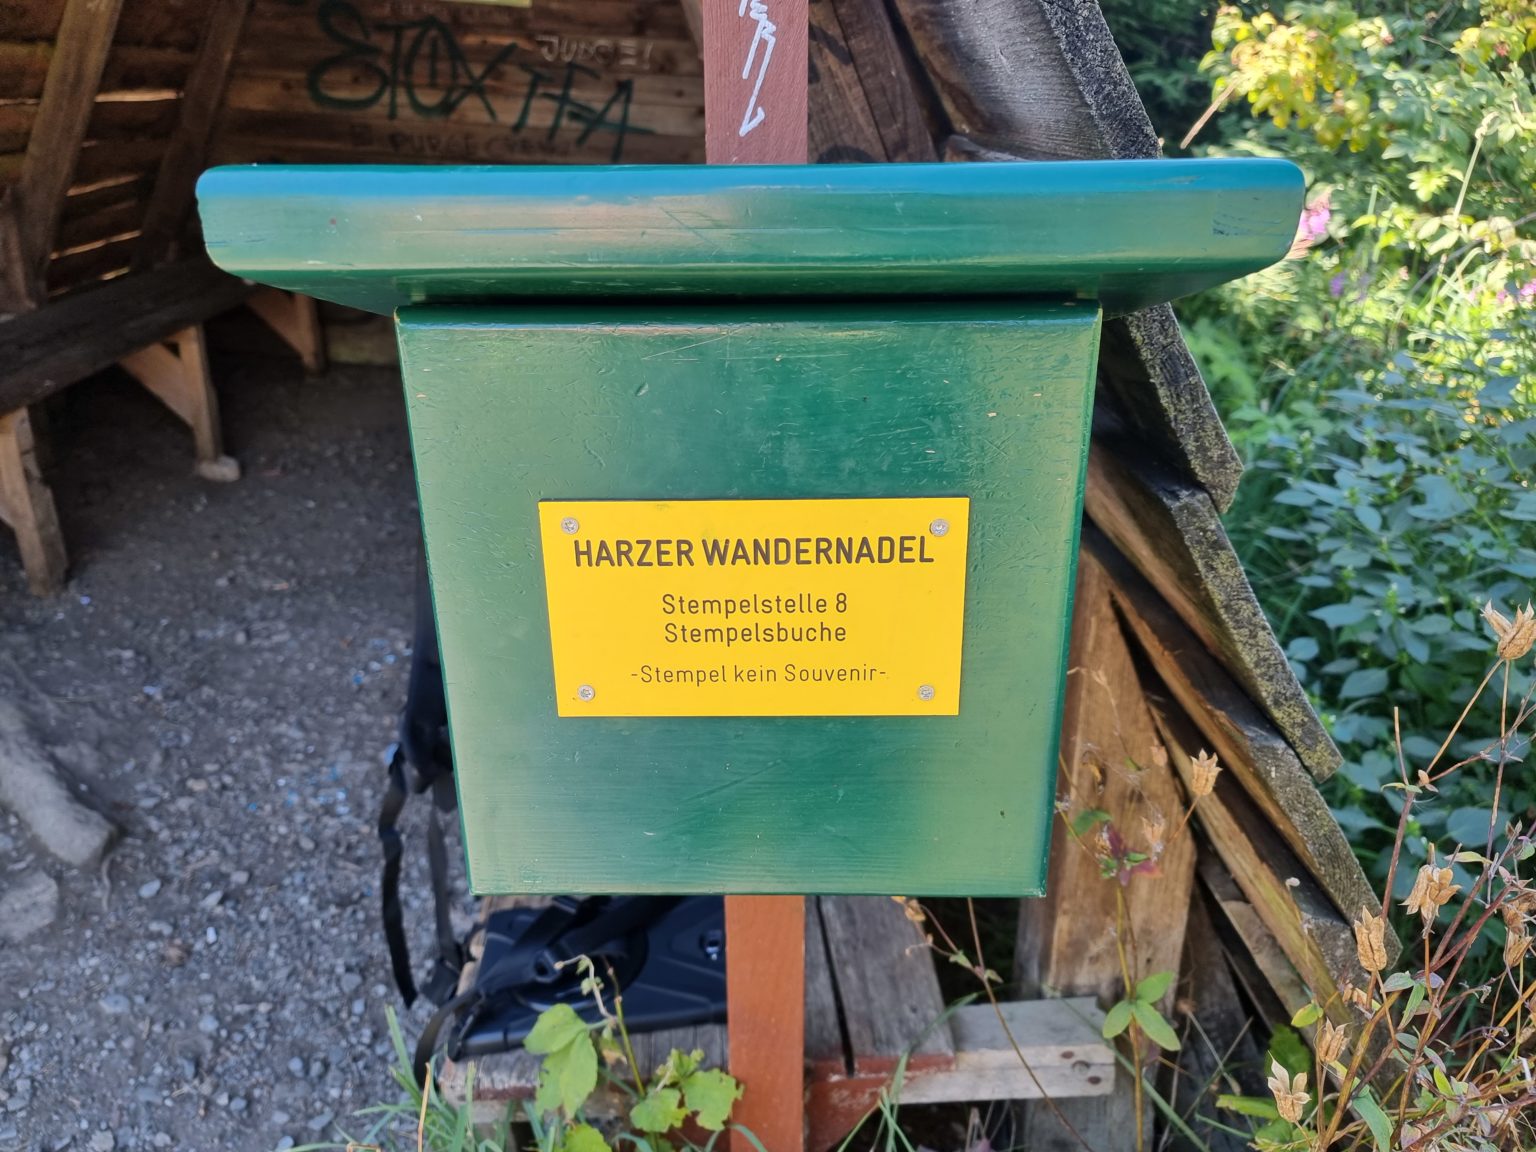 HARZER WANDERNADEL
Stempelstelle 8
Stempelsbuche
-Stempel kein Souvenir-